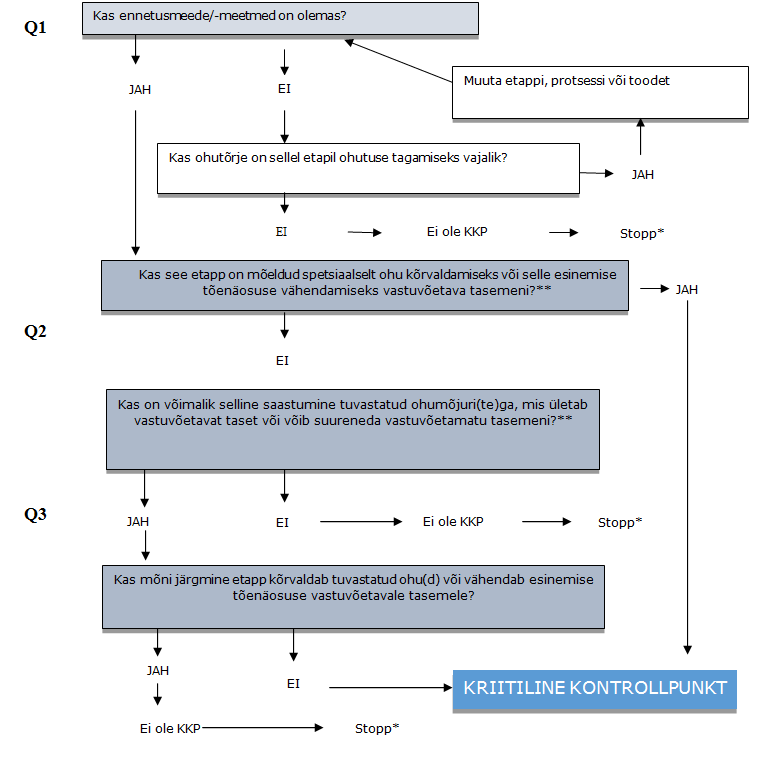 Q1
Kas ennetusmeede/-meetmed on olemas?
JAH
EI
Muuta etappi, protsessi või toodet
Kas ohutõrje on sellel etapil ohutuse tagamiseks vajalik?
JAH
EI
Ei ole KKP
Stopp*
Kas see etapp on mõeldud spetsiaalselt ohu kõrvaldamiseks või selle esinemise
tõenäosuse vähendamiseks vastuvõetava tasemeni?**
JAH
Q2
EI
Kas on võimalik selline saastumine tuvastatud ohumõjuri(te)ga, mis ületab
vastuvõetavat taset või võib suureneda vastuvõetamatu tasemeni?**
Q3
JAH
EI
Ei ole KKP
Stopp*
Kas mõni järgmine etapp kõrvaldab tuvastatud ohu(d) või vähendab esinemise
tõenäosuse vastuvõetavale tasemele?
JAH
EI
KRIITILINE KONTROLLPUNKT
Ei ole KKP
Stopp*